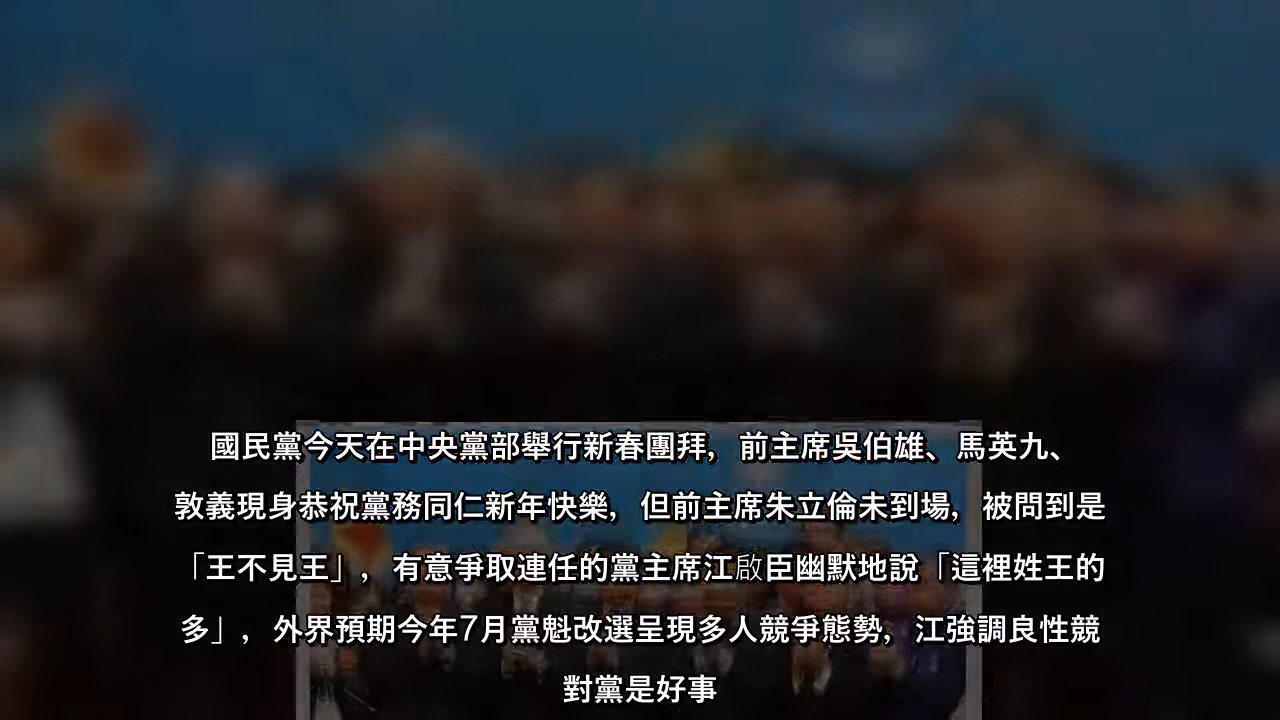 國民黨今天在中央黨部舉行新春團拜，前主席吳伯雄、馬英九、
敦義現身恭祝黨務同仁新年快樂，但前主席朱立倫未到場，被問到是
「王不見王」，有意爭取連任的黨主席江啟臣幽默地說「這裡姓王的
多」，外界預期今年7月黨魁改選呈現多人競爭態勢，江強調良性競
對黨是好事